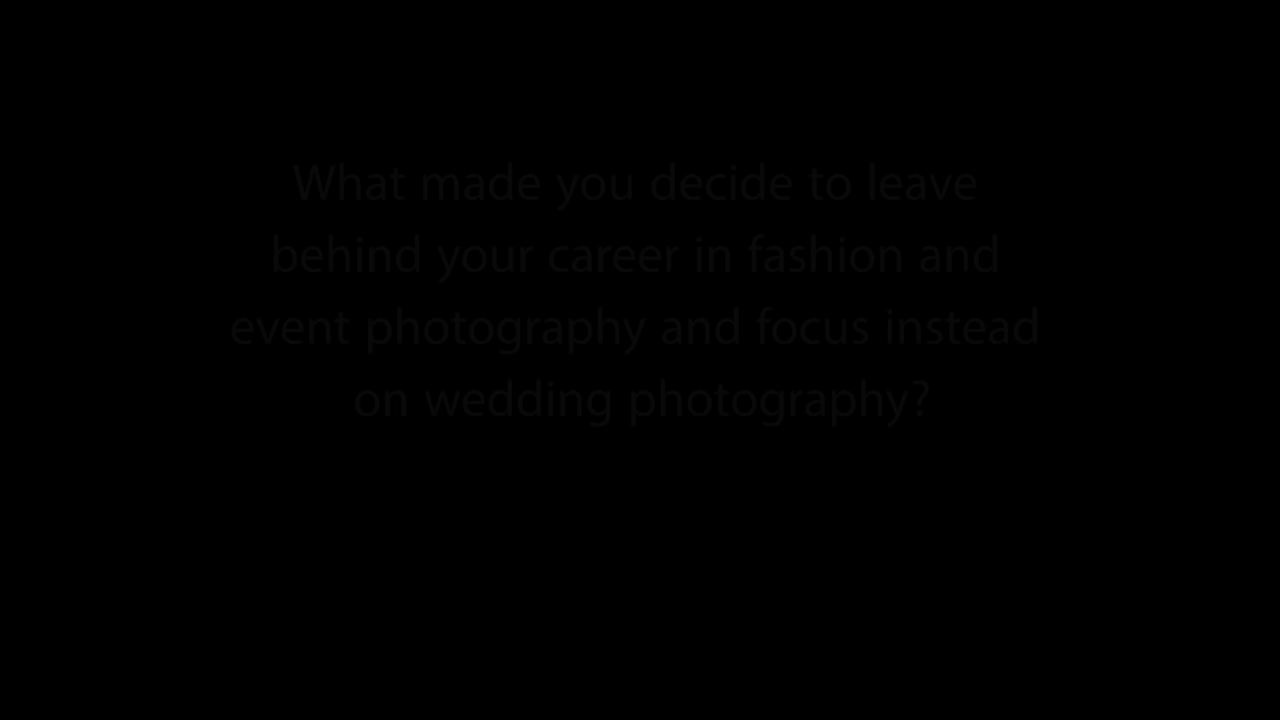 What made you decide to leave
behind your career in fashion and
event photography and focus instead
on wedding photography?